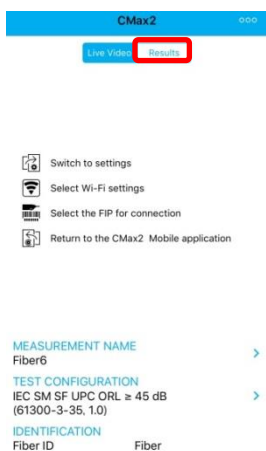 CMax2
Live Video Results
Switch to settings
Select Wi-Fi settings
Select the FIP for connection
Return to the CMax2 Mobile application
MEASUREMENT NAME
Fiber6
TEST CONFIGURATION
IEC SM SF UPC ORL ≥ 45 dB
(61300-3-35, 1.0)
IDENTIFICATION
Fiber ID Fiber